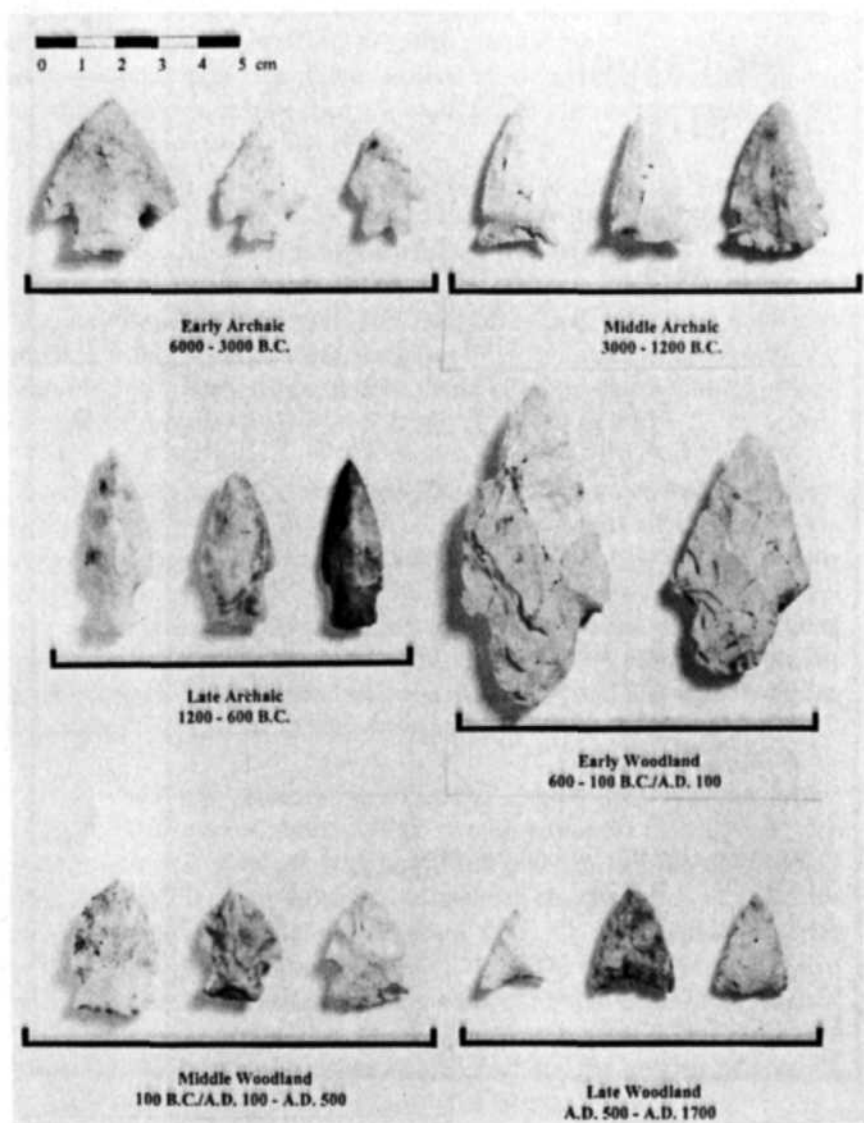 0 1 2 3 4 5 cm
Early Archaic
6000 - 3000 B.C.
Middle Archaic
3000 - 1200 B.C.
Late Archaic
1200 - 600 B.C.
Early Woodland
600 - 100 B.C./A.D. 100
Middle Woodland
100 B.C./A.D. 100 - A.D. 500
Late Woodland
A.D. 500 - A.D. 1700